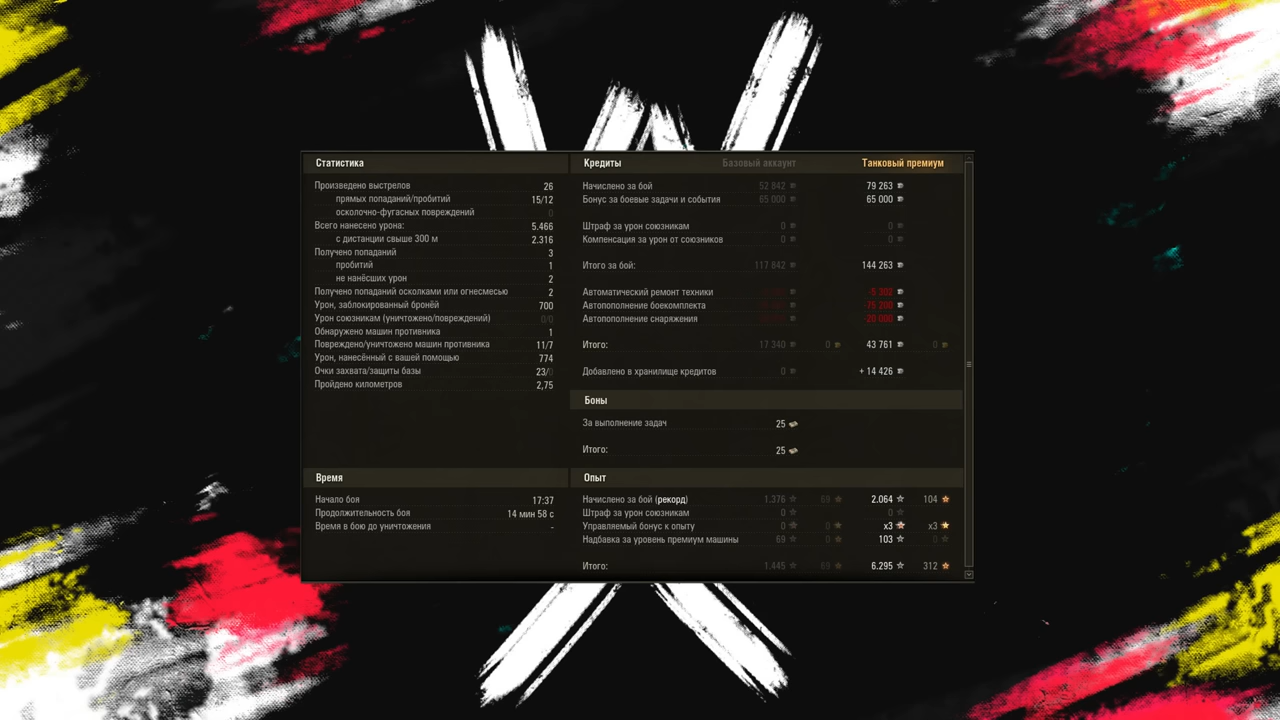 Статистика
Произведено выстрелов 26
прямых попаданий/пробитий 15/12
осколочно-фугасных повреждений 0
Всего нанесено урона: 5.466
с дистанции свыше 300 м 2.316
Получено попаданий 3
пробитий 1
не нанёсших урон 2
Получено попаданий осколками или огнесмесью 2
Урон, заблокированный бронёй 700
Урон союзникам (уничтожено/повреждений) 0/0
Обнаружено машин противника 1
Повреждено/уничтожено машин противника 11/7
Урон, нанесённый с вашей помощью 774
Очки захвата/защиты базы 23/0
Пройдено километров 2,75
Время
Начало боя 17:37
Продолжительность боя 14 мин 58 с
Время в бою до уничтожения -
Кредиты Базовый аккаунт Танковый премиум
Начислено за бой 52 842 79 263
Бонус за боевые задачи и события 65 000 65 000
Штраф за урон союзникам 0 0
Компенсация за урон от союзников 0 0
Итого за бой: 117 842 144 263
Автоматический ремонт техники -5 302
Автопополнение боекомплекта -75 200
Автопополнение снаряжения -20 000
Итого: 17 340 0 43 761 0
Добавлено в хранилище кредитов 0 + 14 426
Боны
За выполнение задач 25
Итого: 25
Опыт
Начислено за бой (рекорд) 1.376 69 2.064 104
Штраф за урон союзникам 0 0
Управляемый бонус к опыту 0 0 x3 x3
Надбавка за уровень премиум машины 69 0 103 0
Итого: 1.445 69 6.295 312